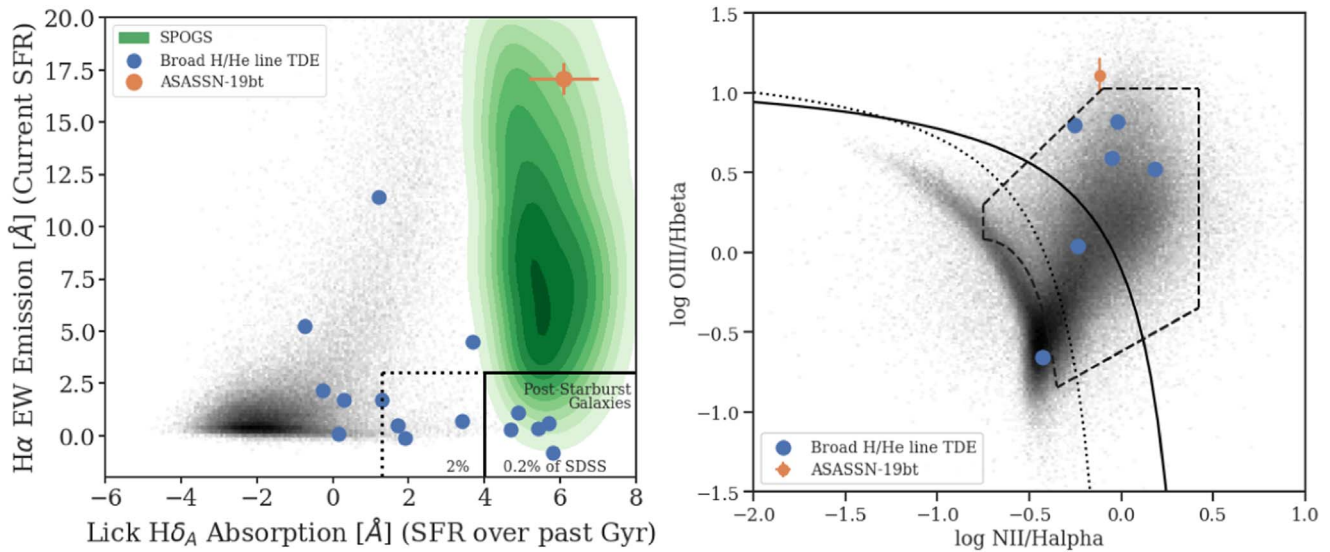 20.0
17.5
15.0
12.5
10.0
7.5
5.0
2.5
0.0
Hα EW Emission [Å] (Current SFR)
SPOGS
Broad H/He line TDE
ASASSN-19bt
Post-Starburst
Galaxies
2%
0.2% of SDSS
−6 −4 −2 0 2 4 6 8
Lick Hδ_A Absorption [Å] (SFR over past Gyr)
1.5
1.0
0.5
0.0
−0.5
−1.0
−1.5
log OIII/Hbeta
Broad H/He line TDE
ASASSN-19bt
−2.0 −1.5 −1.0 −0.5 0.0 0.5 1.0
log NII/Halpha